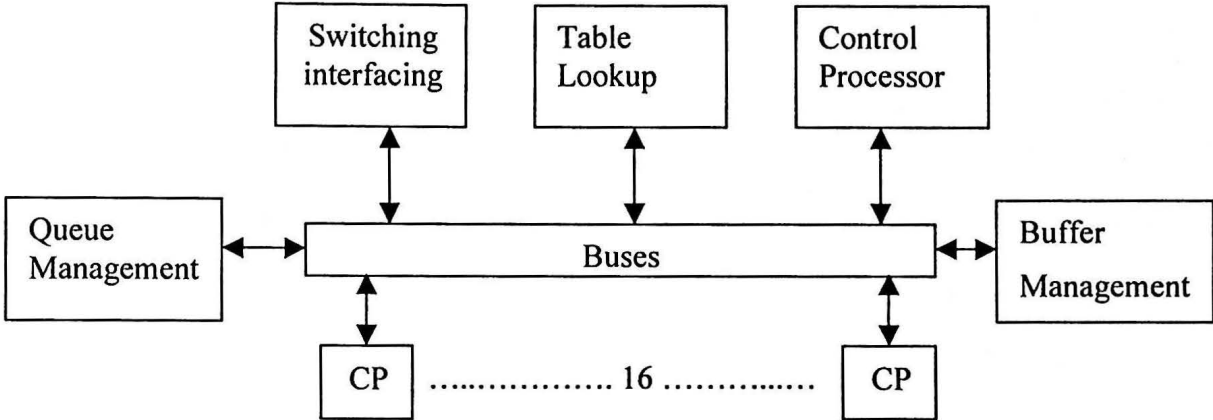 Switching
interfacing
Table
Lookup
Control
Processor
Queue
Management
Buses
Buffer
Management
CP ……………. 16 ………...… CP